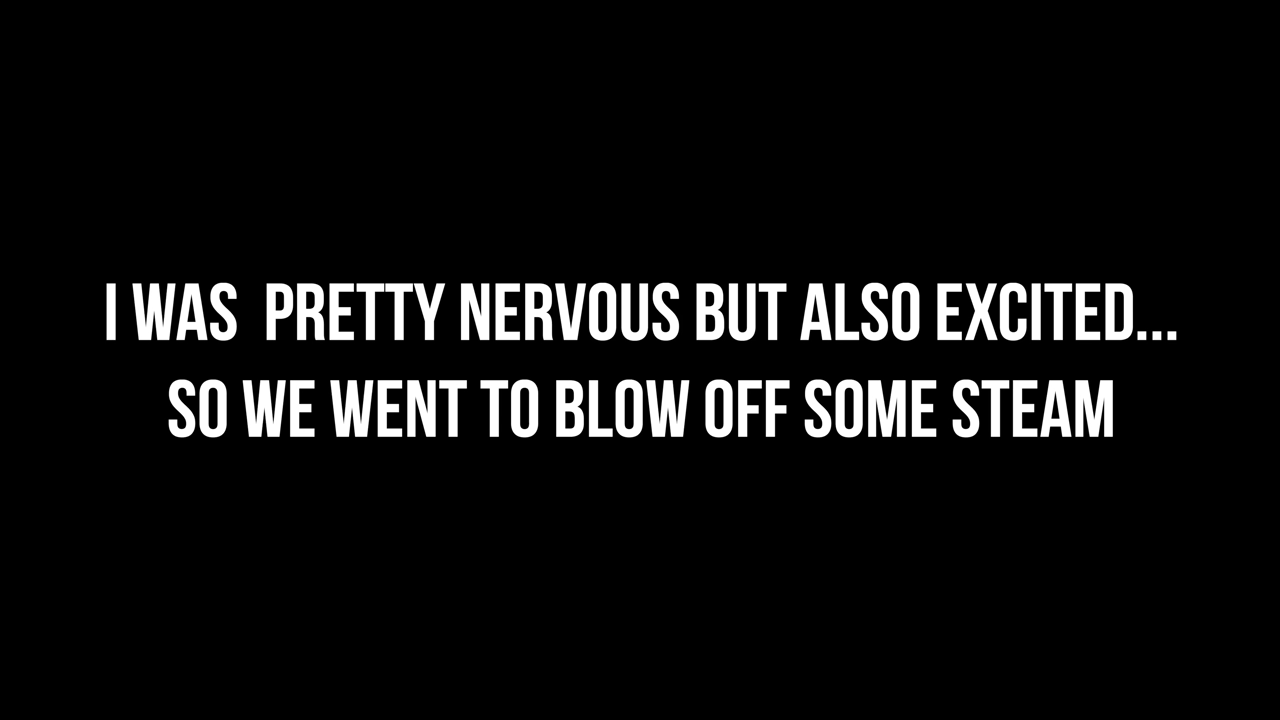 I WAS  PRETTY NERVOUS BUT ALSO EXCITED...
SO WE WENT TO BLOW OFF SOME STEAM